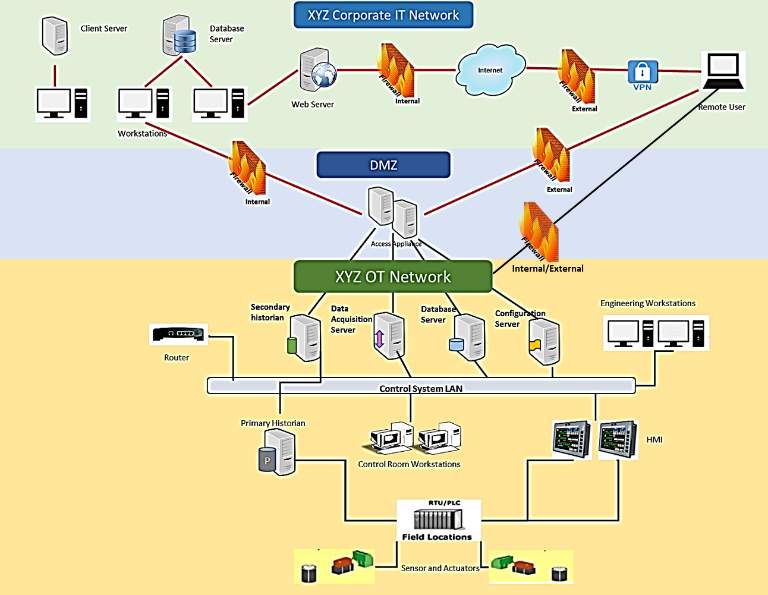 XYZ Corporate IT Network
Client Server
Database
Server
Web Server
Firewall
Internal
Internet
Firewall
External
VPN
Remote User
Workstations
Firewall
Internal
DMZ
Firewall
External
Access Appliance
Firewall
Internal/External
XYZ OT Network
Secondary
historian
Data
Acquisition
Server
Database
Server
Configuration
Server
Engineering Workstations
Router
Control System LAN
Primary Historian
P
Control Room Workstations
HMI
RTU/PLC
Field Locations
Sensor and Actuators